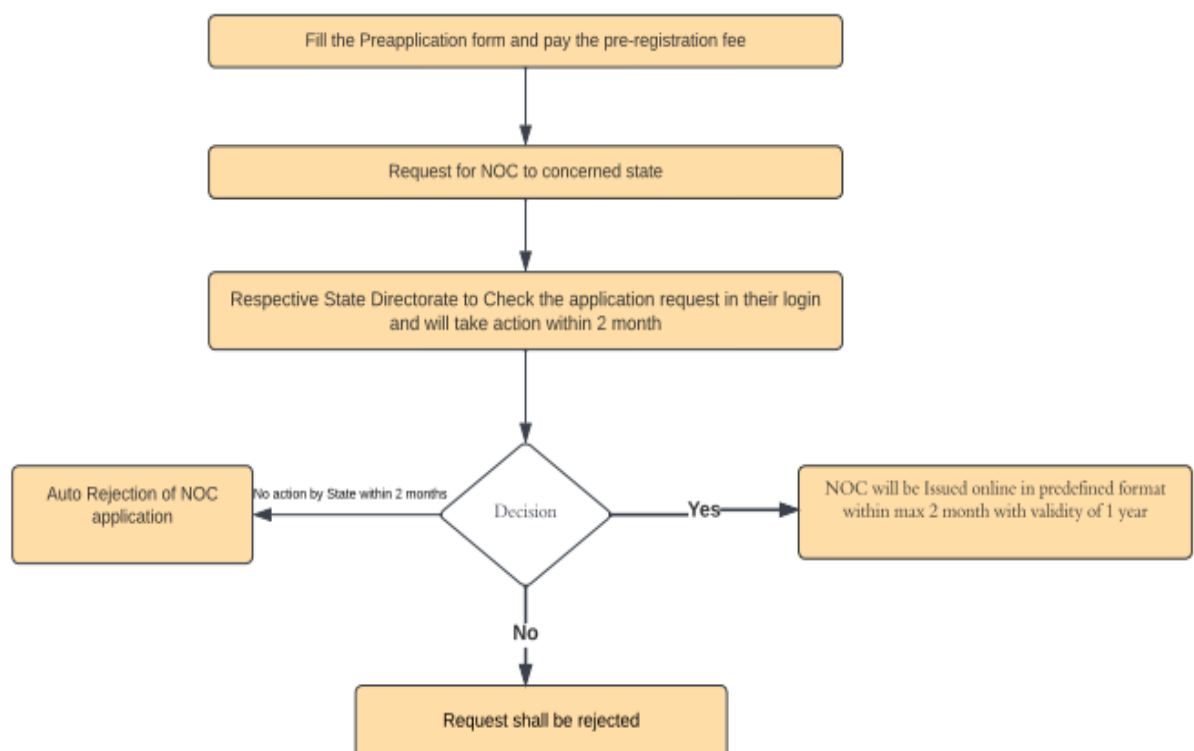 Fill the Preapplication form and pay the pre-registration fee
Request for NOC to concerned state
Respective State Directorate to Check the application request in their login
and will take action within 2 month
Auto Rejection of NOC
application
No action by State within 2 months
Decision
Yes
NOC will be Issued online in predefined format
within max 2 month with validity of 1 year
No
Request shall be rejected